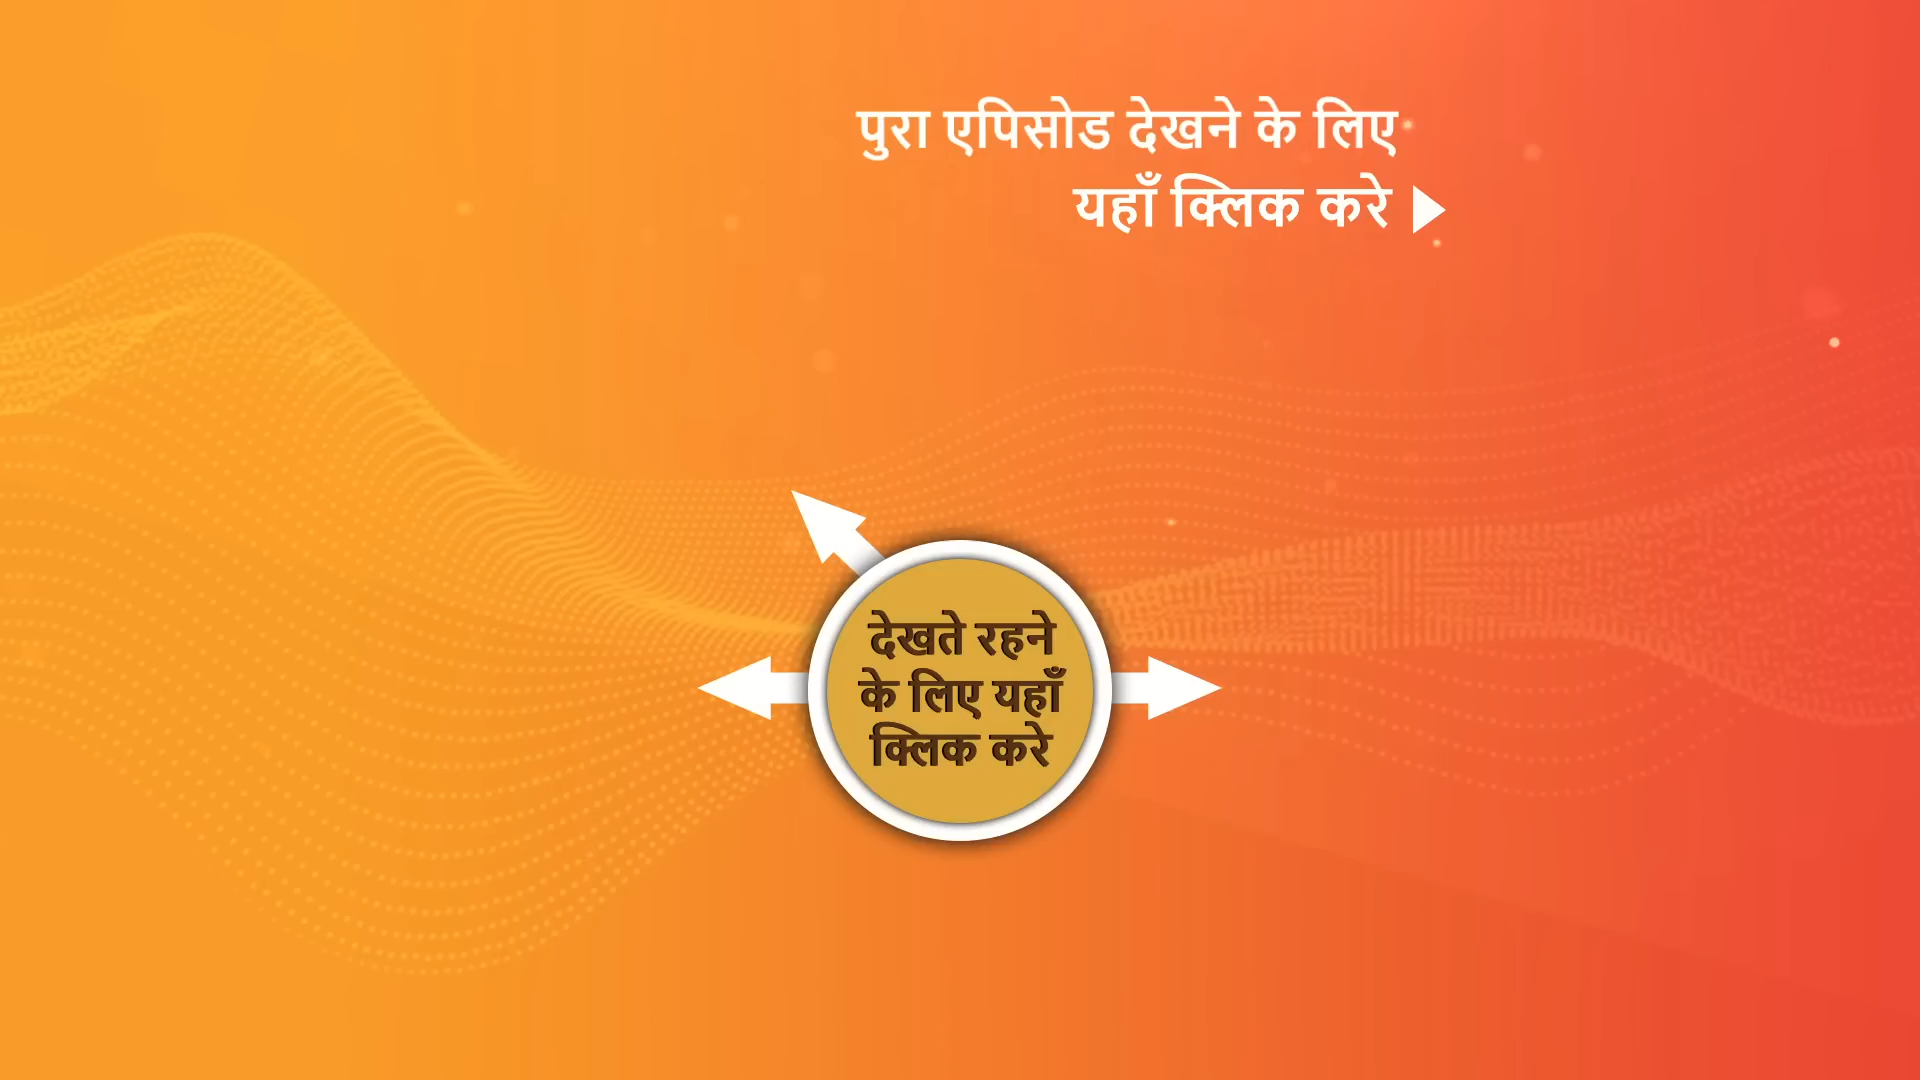 पुरा एपिसोड देखने के लिए
यहाँ क्लिक करे
देखते रहने
के लिए यहाँ
क्लिक करे